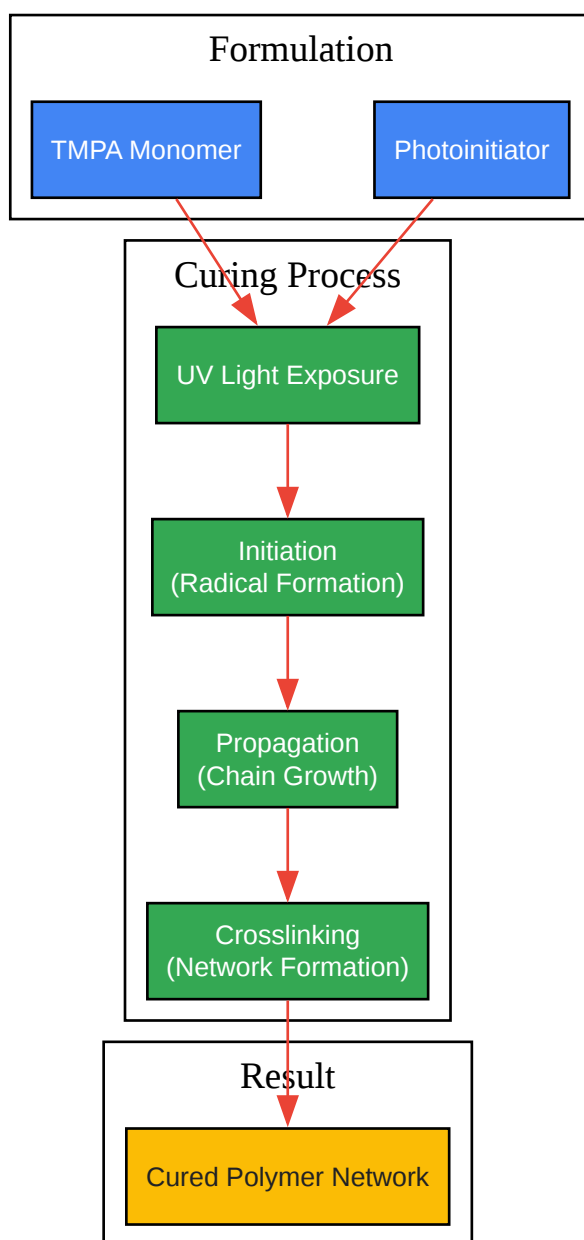 Formulation
TMPA Monomer
Photoinitiator
Curing Process
UV Light Exposure
Initiation
(Radical Formation)
Propagation
(Chain Growth)
Crosslinking
(Network Formation)
Result
Cured Polymer Network